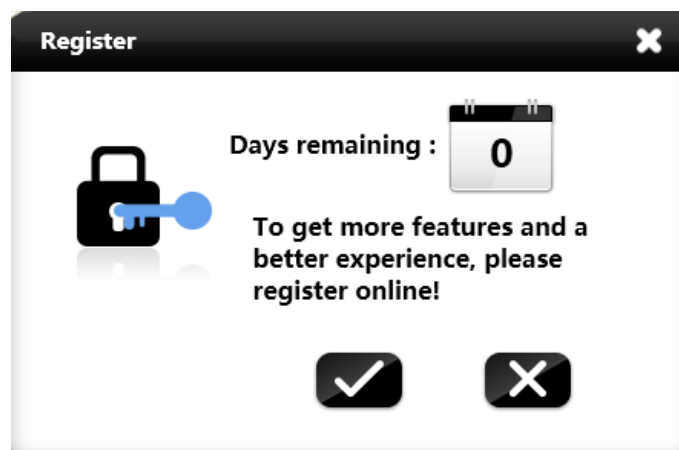 Register
Days remaining :
0
To get more features and a
better experience, please
register online!